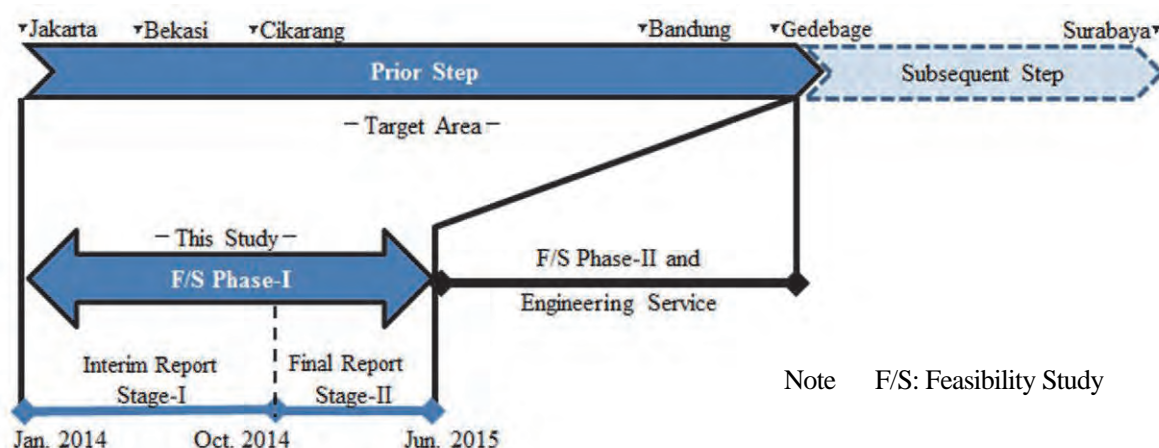 Jakarta Bekasi Cikarang Bandung Gedebage Surabaya
Prior Step Subsequent Step
－Target Area－
－This Study－
F/S Phase-I
F/S Phase-II and
Engineering Service
Interim Report
Stage-I
Final Report
Stage-II
Note F/S: Feasibility Study
Jan. 2014 Oct. 2014 Jun. 2015